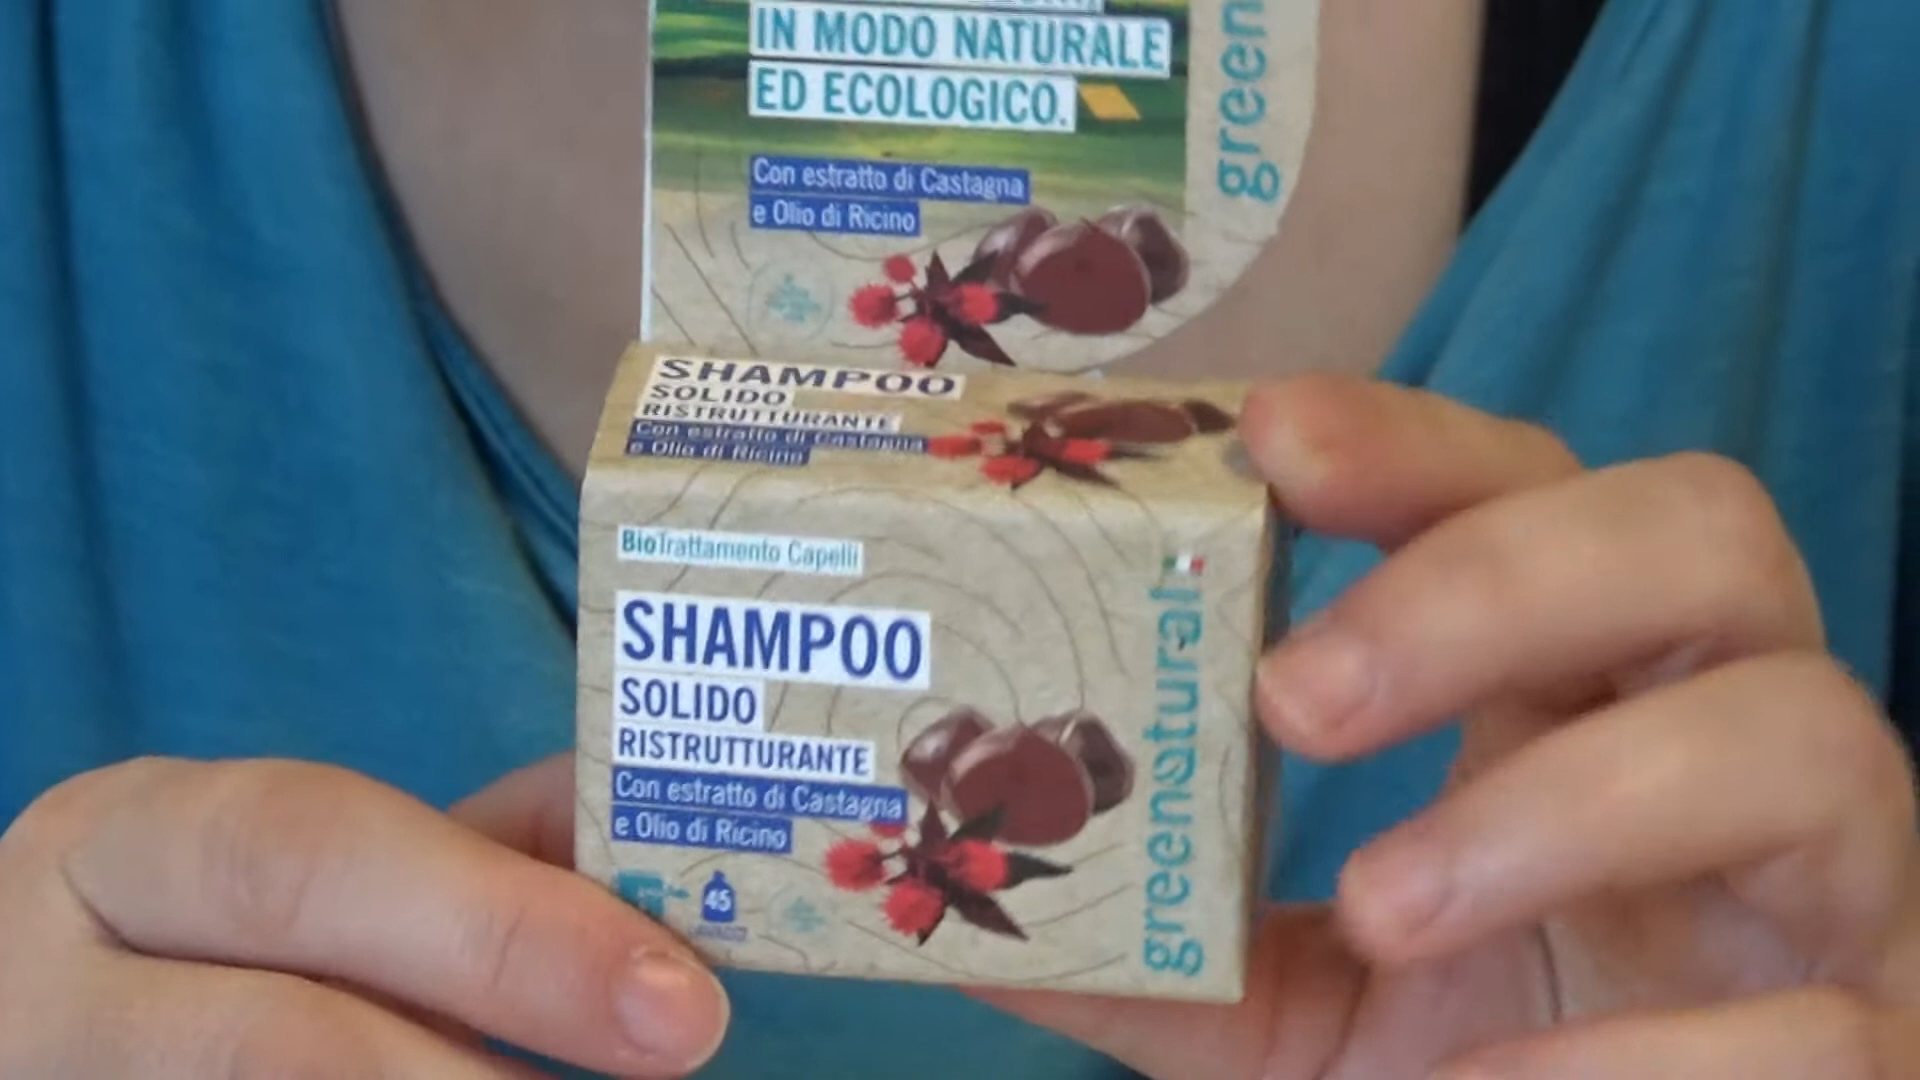 IN MODO NATURALE
ED ECOLOGICO.
green
Con estratto di Castagna
e Olio di Ricino
SHAMPOO
SOLIDO
RISTRUTTURANTE
Con estratto di Castagna
e Olio di Ricino
BioTrattamento Capelli
SHAMPOO
SOLIDO
RISTRUTTURANTE
Con estratto di Castagna
e Olio di Ricino
45
greenatural